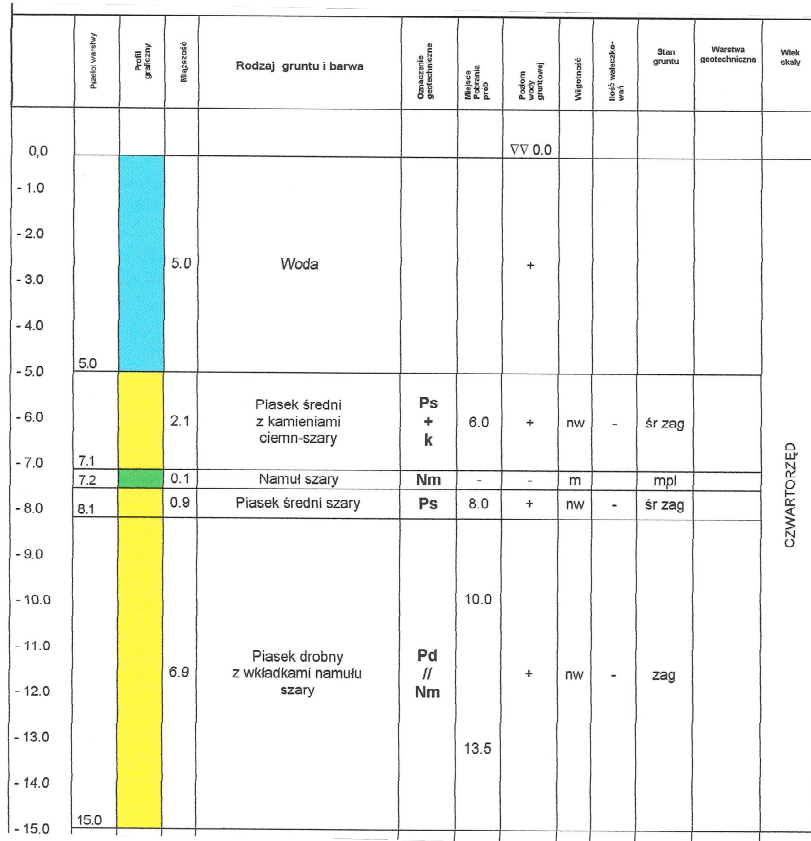 Przelot warstwy
Profil
graficzny
Miąższość
Rodzaj gruntu i barwa
Oznaczanie
geotechniczne
Miejsce
Pobrania
prob
Poziom
wody
gruntowej
Wilgotność
Ilość wałeczko-
wań
Stan
gruntu
Warstwa
geotechniczna
Wiek
skały
0,0
▽▽ 0.0
- 1.0
- 2.0
- 3.0
- 4.0
- 5.0
- 6.0
- 7.0
- 8.0
- 9.0
- 10.0
- 11.0
- 12.0
- 13.0
- 14.0
- 15.0
5.0 5.0 Woda +
7.1 2.1
Piasek średni
z kamieniami
ciemn-szary
Ps
+
k
6.0 + nw - śr zag
7.2 0.1 Namuł szary Nm - - m mpl
8.1 0.9 Piasek średni szary Ps 8.0 + nw - śr zag
15.0 6.9
Piasek drobny
z wkładkami namułu
szary
Pd
//
Nm
10.0
13.5
+ nw - zag
CZWARTORZĘD